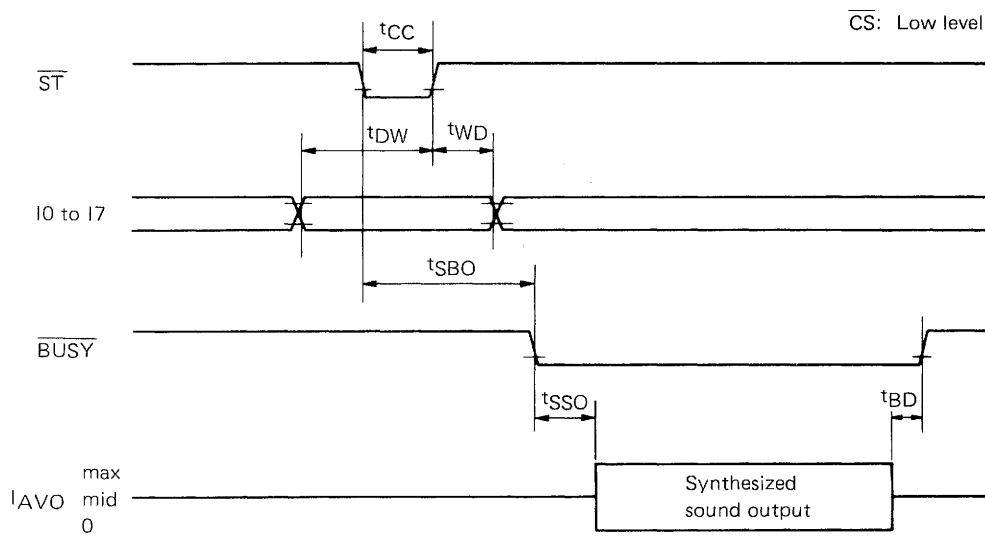 CS: Low level
tCC
ST
tDW
tWD
I0 to I7
tSBO
BUSY
tSSO
tBD
IAVO
max
mid
0
Synthesized
sound output